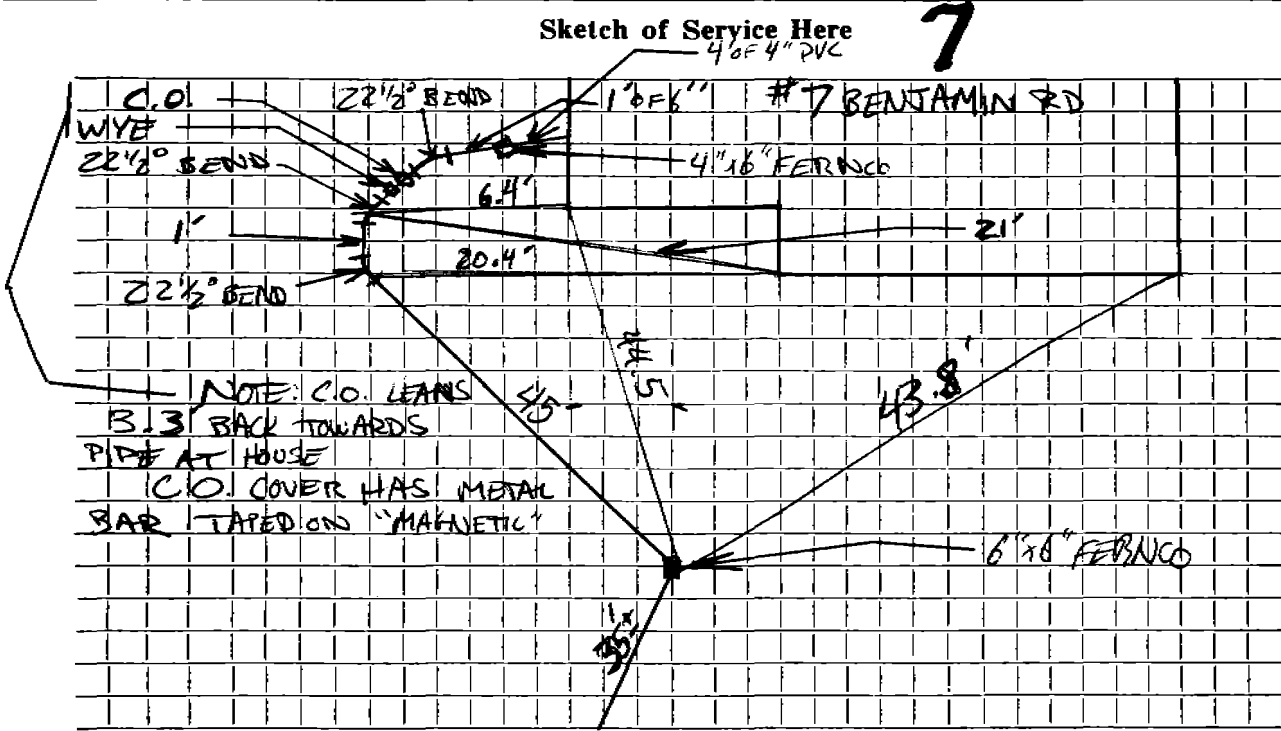 Sketch of Service Here
7
4' OF 4" PVC
C.O.
22½° BEND
1' OF 6"
#7 BENJAMIN RD
WYE
22½° BEND
4"x6" FERNCO
6.4'
1'
21'
20.4'
22½° BEND
44.5
NOTE: C.O. LEANS
45
43.8'
3.3' BACK TOWARDS
PIPE AT HOUSE
C.O. COVER HAS METAL
BAR TAPED ON "MAGNETIC"
6"x6" FERNCO